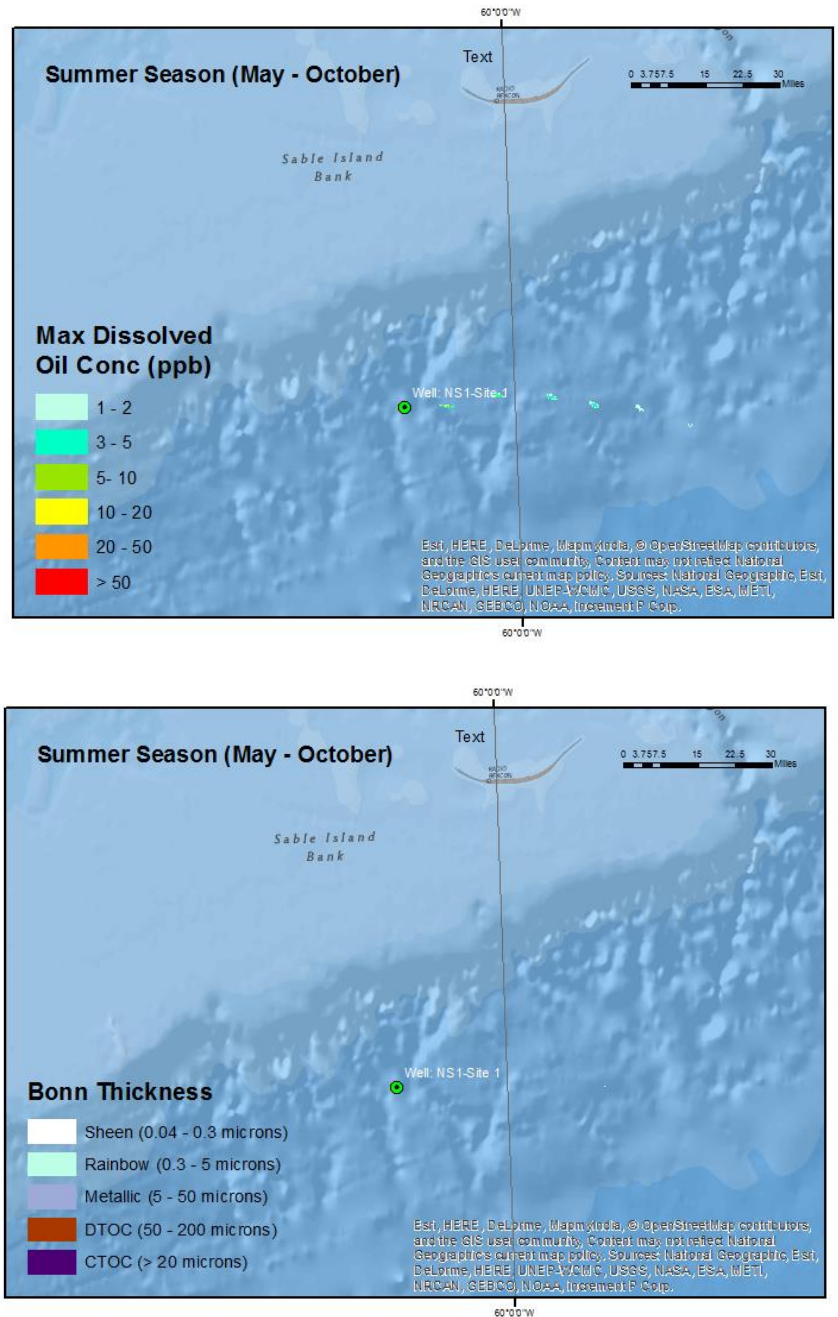 60°0'0"W
Summer Season (May - October)
Text
0 3.757.5 15 22.5 30
Miles
RADIO
BEACON
Sable Island
Bank
Max Dissolved
Oil Conc (ppb)
Well: NS1-Site 1
1 - 2
3 - 5
5- 10
10 - 20
20 - 50
> 50
Esri, HERE, DeLorme, MapmyIndia, © OpenStreetMap contributors,
and the GIS user community, Content may not reflect National
Geographic's current map policy. Sources: National Geographic, Esri,
DeLorme, HERE, UNEP-WCMC, USGS, NASA, ESA, METI,
NRCAN, GEBCO, NOAA, increment P Corp.
60°0'0"W
60°0'0"W
Summer Season (May - October)
Text
0 3.757.5 15 22.5 30
Miles
RADIO
BEACON
Sable Island
Bank
Well: NS1-Site 1
Bonn Thickness
Sheen (0.04 - 0.3 microns)
Rainbow (0.3 - 5 microns)
Metallic (5 - 50 microns)
DTOC (50 - 200 microns)
CTOC (> 20 microns)
Esri, HERE, DeLorme, MapmyIndia, © OpenStreetMap contributors,
and the GIS user community, Content may not reflect National
Geographic's current map policy. Sources: National Geographic, Esri,
DeLorme, HERE, UNEP-WCMC, USGS, NASA, ESA, METI,
NRCAN, GEBCO, NOAA, increment P Corp.
60°0'0"W